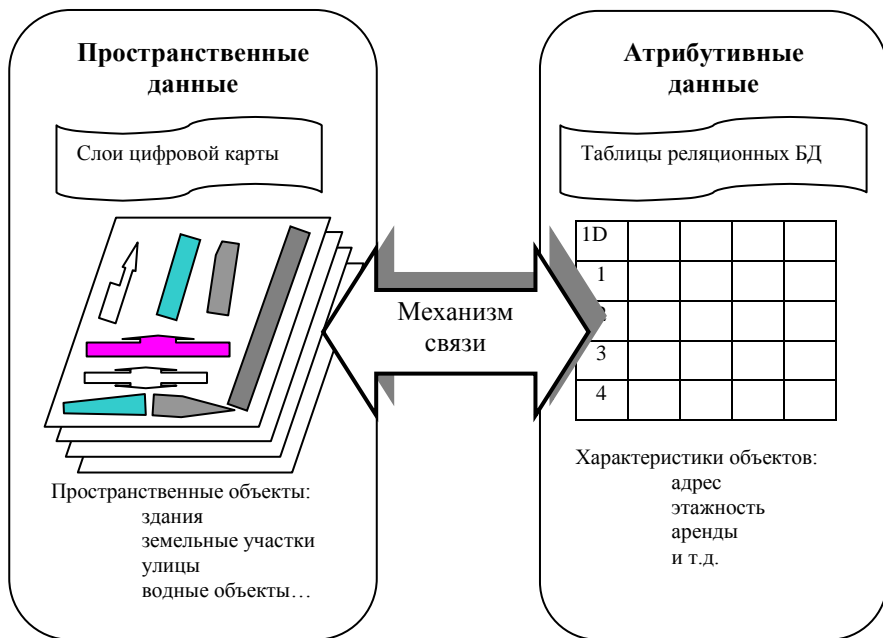 Пространственные
данные
Слои цифровой карты
Пространственные объекты:
здания
земельные участки
улицы
водные объекты…
Механизм
связи
Атрибутивные
данные
Таблицы реляционных БД
1D
1
3
4
Характеристики объектов:
адрес
этажность
аренды
и т.д.